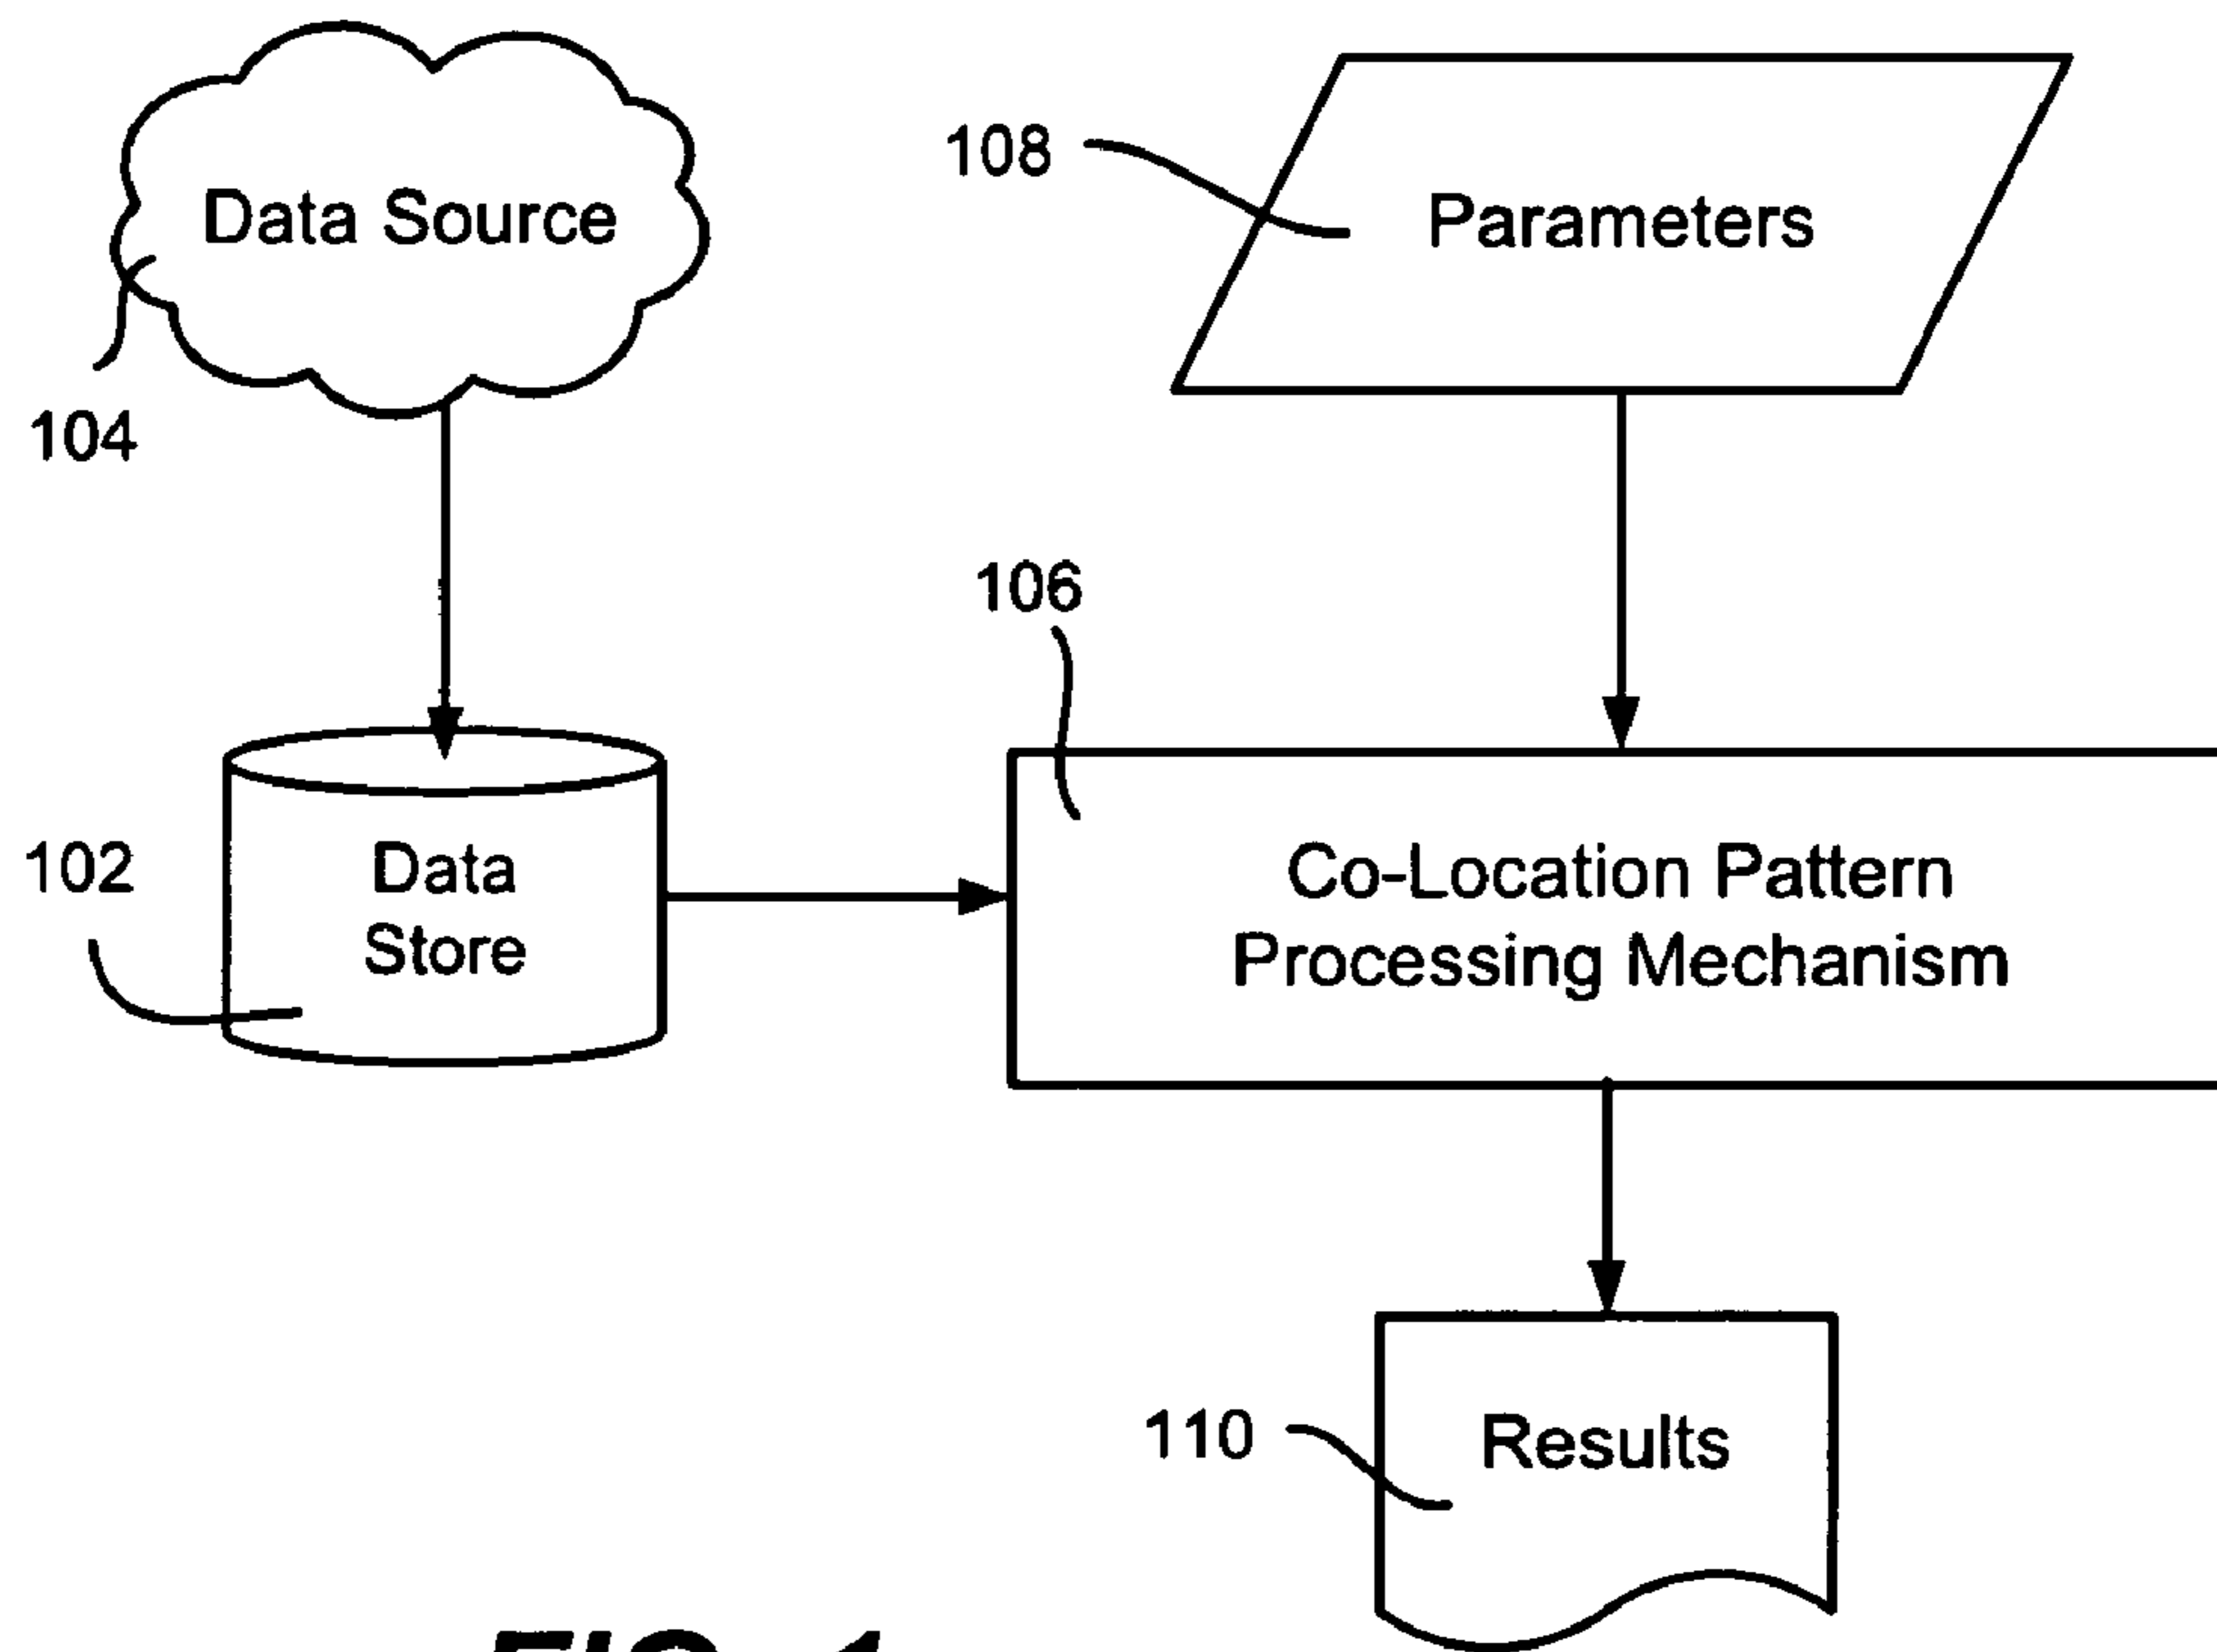 Data Source
108
Parameters
104
106
102
Data
Store
Co-Location Pattern
Processing Mechanism
110
Results